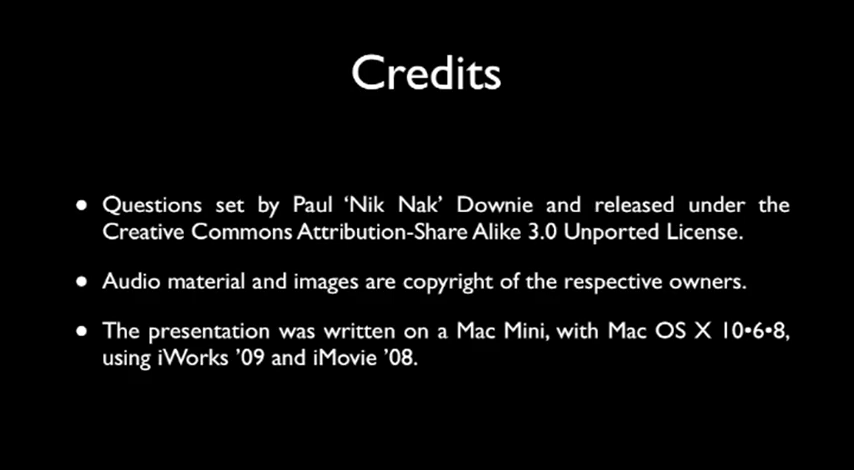 Credits
• Questions set by Paul ‘Nik Nak’ Downie and released under the
Creative Commons Attribution-Share Alike 3.0 Unported License.
• Audio material and images are copyright of the respective owners.
• The presentation was written on a Mac Mini, with Mac OS X 10•6•8,
using iWorks ’09 and iMovie ’08.